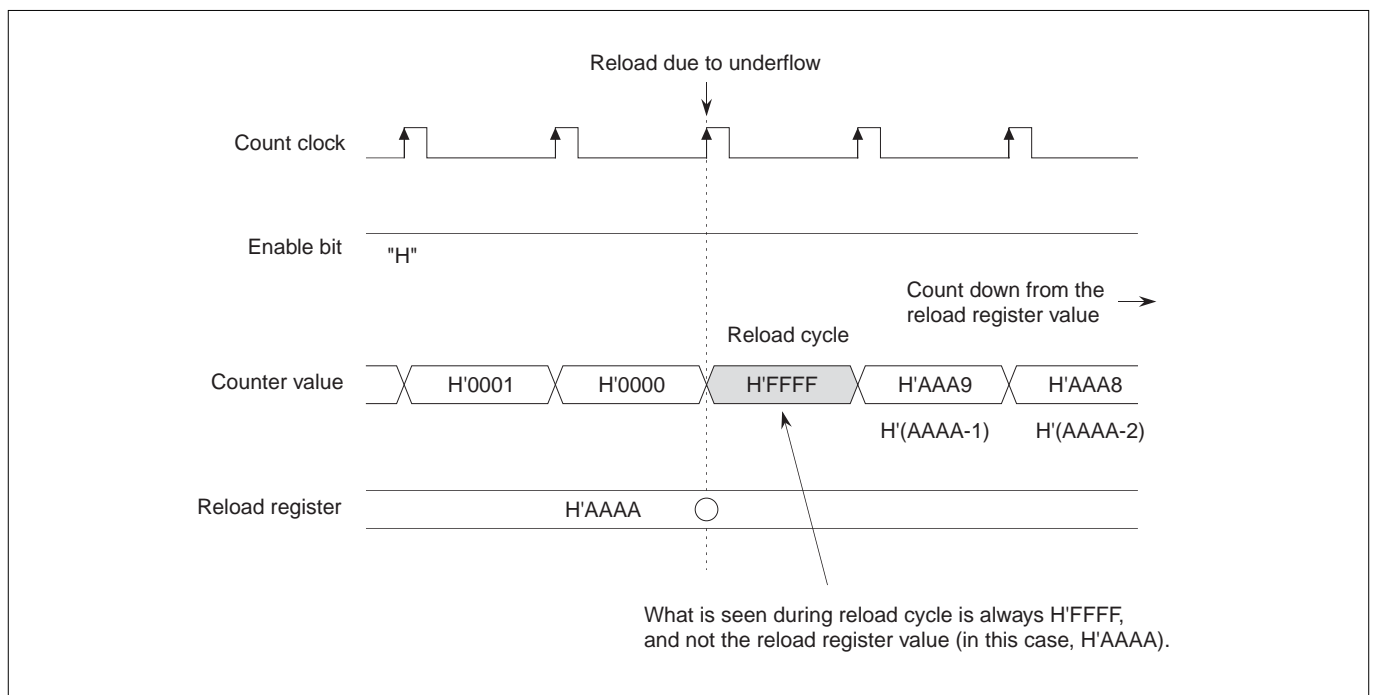 Reload due to underflow
Count clock
Enable bit
"H"
Count down from the
reload register value
Reload cycle
Counter value
H'0001
H'0000
H'FFFF
H'AAA9
H'AAA8
H'(AAAA-1)
H'(AAAA-2)
Reload register
H'AAAA
What is seen during reload cycle is always H'FFFF,
and not the reload register value (in this case, H'AAAA).